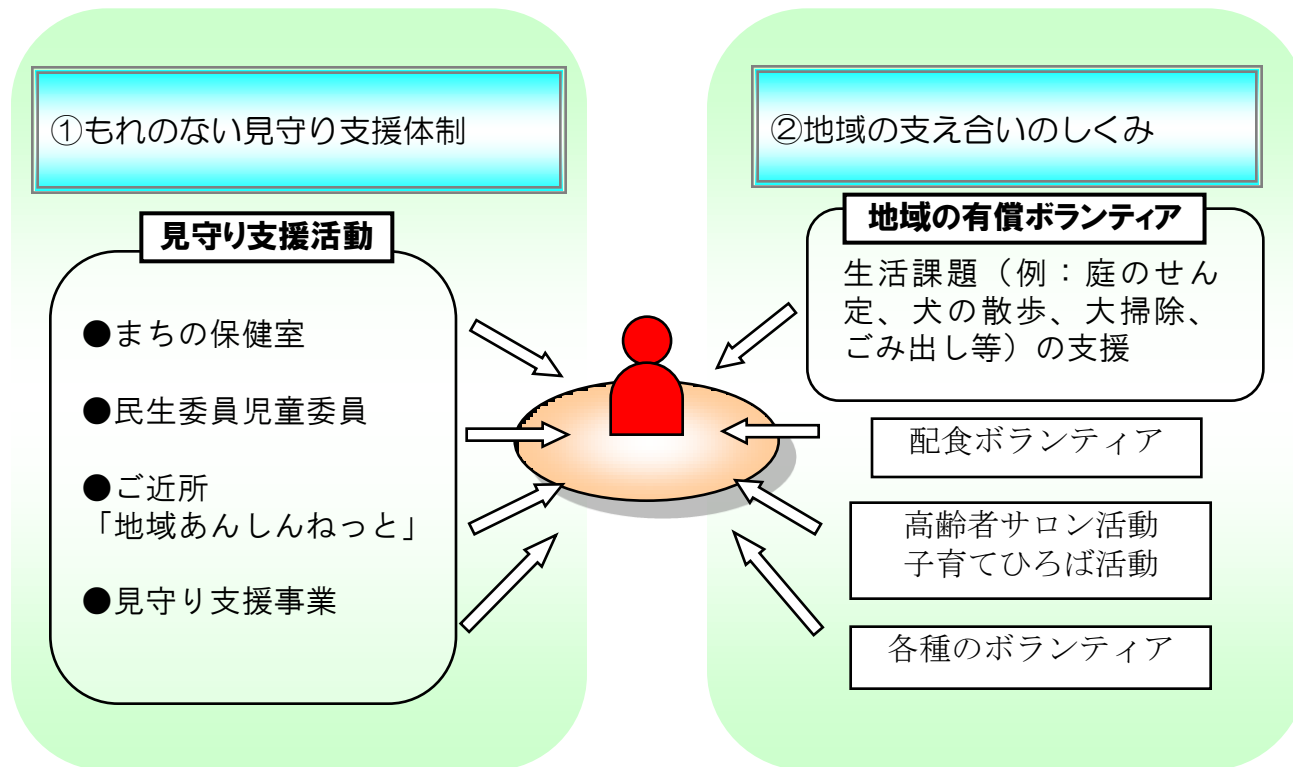 ①もれのない見守り支援体制
見守り支援活動
●まちの保健室
●民生委員児童委員
●ご近所
「地域あんしんねっと」
●見守り支援事業
②地域の支え合いのしくみ
地域の有償ボランティア
生活課題（例：庭のせん
定、犬の散歩、大掃除、
ごみ出し等）の支援
配食ボランティア
高齢者サロン活動
子育てひろば活動
各種のボランティア